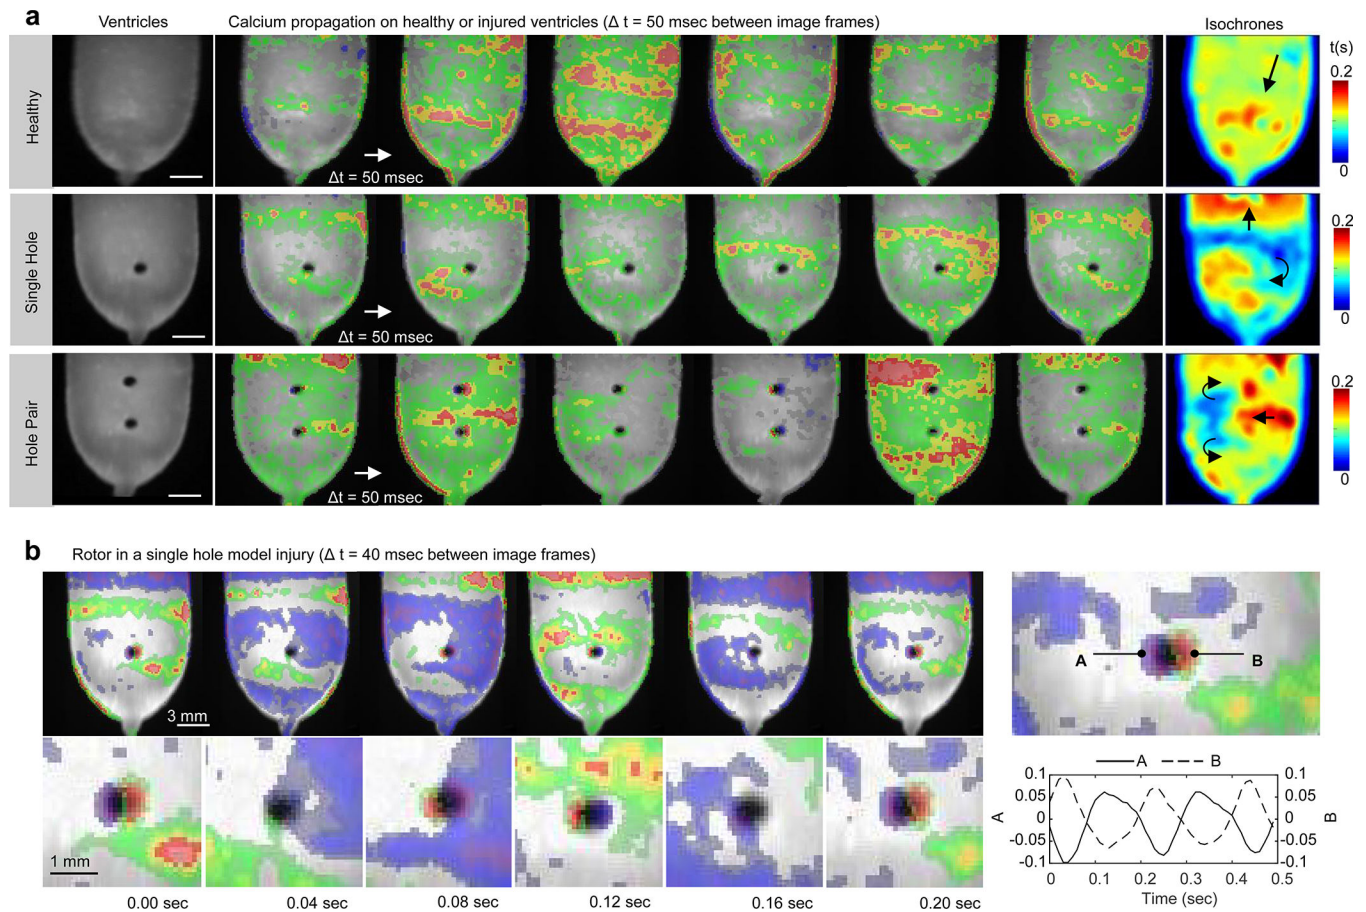 a
Ventricles
Calcium propagation on healthy or injured ventricles (Δ t = 50 msec between image frames)
Isochrones
t(s)
Healthy
Δt = 50 msec
0.2
0
Single Hole
Δt = 50 msec
0.2
0
Hole Pair
Δt = 50 msec
0.2
0
b
Rotor in a single hole model injury (Δ t = 40 msec between image frames)
3 mm
1 mm
0.00 sec
0.04 sec
0.08 sec
0.12 sec
0.16 sec
0.20 sec
A
B
A
B
0.1
0.05
0
-0.05
-0.1
A
0.1
0.05
0
-0.05
-0.1
B
0
0.1
0.2
0.3
0.4
0.5
Time (sec)